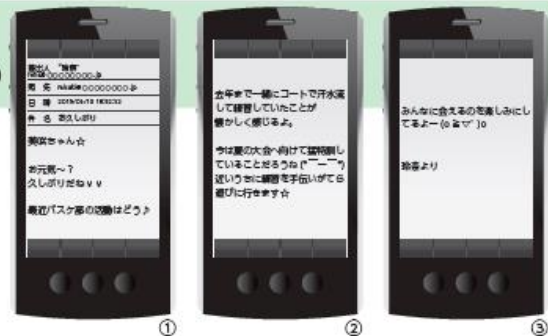 差出人 "玲奈"
宛 先
日 時
件 名 お久しぶり
美咲ちゃん☆
お元気～？
久しぶりだねｖｖ
最近バスケ部の活動はどう♪
①
去年まで一緒にコートで汗水流
して練習していたことが
懐かしく感じるよ。
今は夏の大会へ向けて猛特訓し
ていることだろうね(*￣ー￣*)
近いうちに練習を手伝いがてら
遊びに行きます☆
②
みんなに会えるのを楽しみにし
てるよー(o≧▽゜)o
玲奈より
③